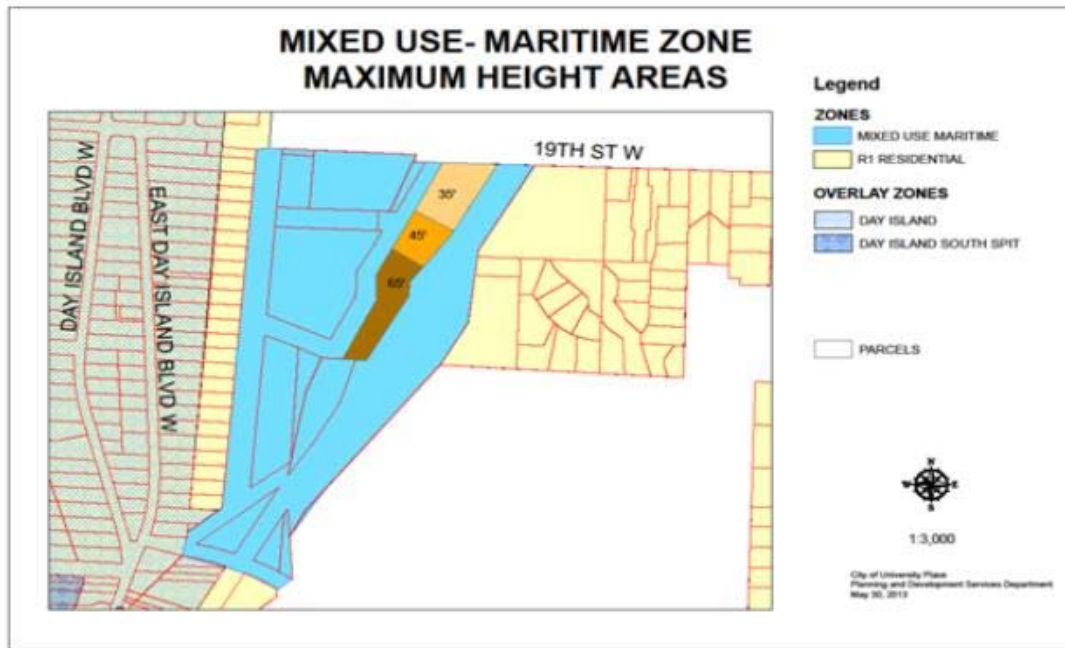 MIXED USE- MARITIME ZONE
MAXIMUM HEIGHT AREAS
Legend
ZONES
MIXED USE MARITIME
R1 RESIDENTIAL
OVERLAY ZONES
DAY ISLAND
DAY ISLAND SOUTH SPIT
PARCELS
19TH ST W
DAY ISLAND BLVD W
EAST DAY ISLAND BLVD W
45'
N
E
S
1:3,000
City of University Place
Planning and Development Services Department
May 30, 2013